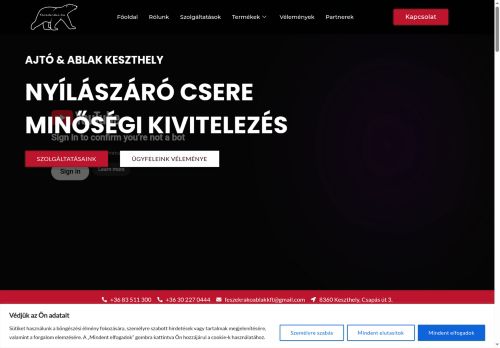 Főoldal Rólunk Szolgáltatások Termékek Vélemények Partnerek Kapcsolat
AJTÓ & ABLAK KESZTHELY
NYÍLÁSZÁRÓ CSERE
MINŐSÉGI KIVITELEZÉS
Sign in to confirm you're not a bot
SZOLGÁLTATÁSAINK ÜGYFELEINK VÉLEMÉNYE
Sign in Learn more
+36 83 511 300 +36 30 227 0444 feszekrakoablakkft@gmail.com 8360 Keszthely, Csapás út 3.
Védjük az Ön adatait
Sütiket használunk a böngészési élmény fokozására, személyre szabott hirdetések vagy tartalmak megjelenítésére,
valamint a forgalom elemzésére. A „Mindent elfogadok” gombra kattintva Ön hozzájárul a cookie-k használatához.
Személyre szabás Mindent elutasítok Mindent elfogadok